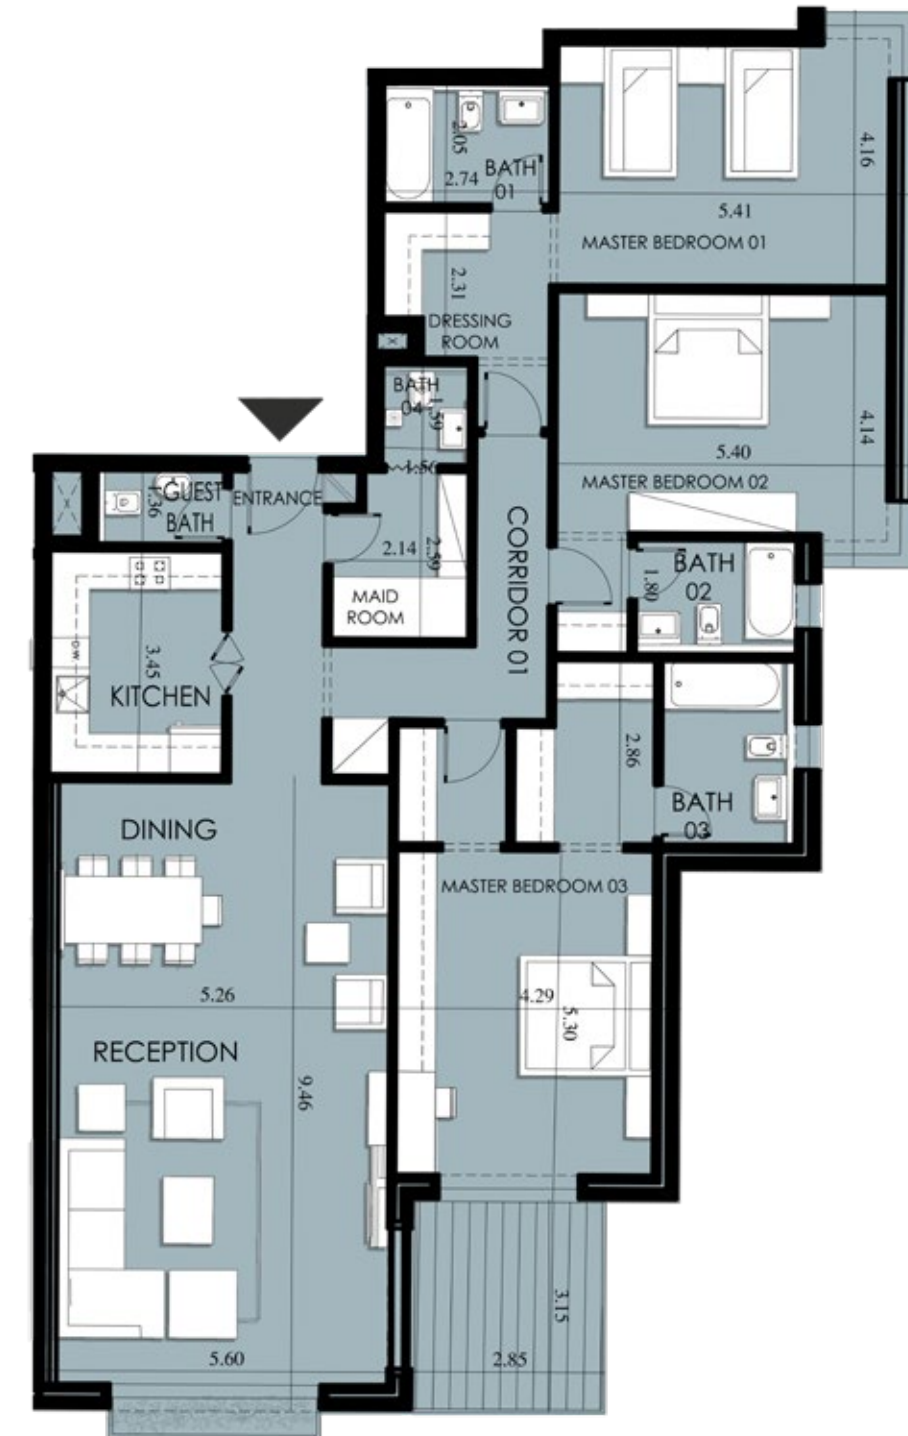 4.16
2.05
2.74
BATH
01
5.41
MASTER BEDROOM 01
2.31
DRESSING
ROOM
BATH
04
1.59
1.56
4.14
5.40
MASTER BEDROOM 02
GUEST
BATH
1.36
ENTRANCE
2.14
2.59
MAID
ROOM
CORRIDOR 01
1.80
BATH
02
DW
3.45
KITCHEN
2.86
BATH
03
DINING
MASTER BEDROOM 03
5.26
4.29
5.30
RECEPTION
9.46
3.15
5.60
2.85